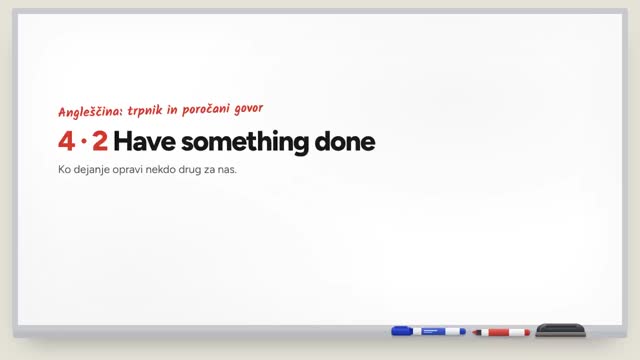 Angleščina: trpnik in poročani govor
4 · 2 Have something done
Ko dejanje opravi nekdo drug za nas.